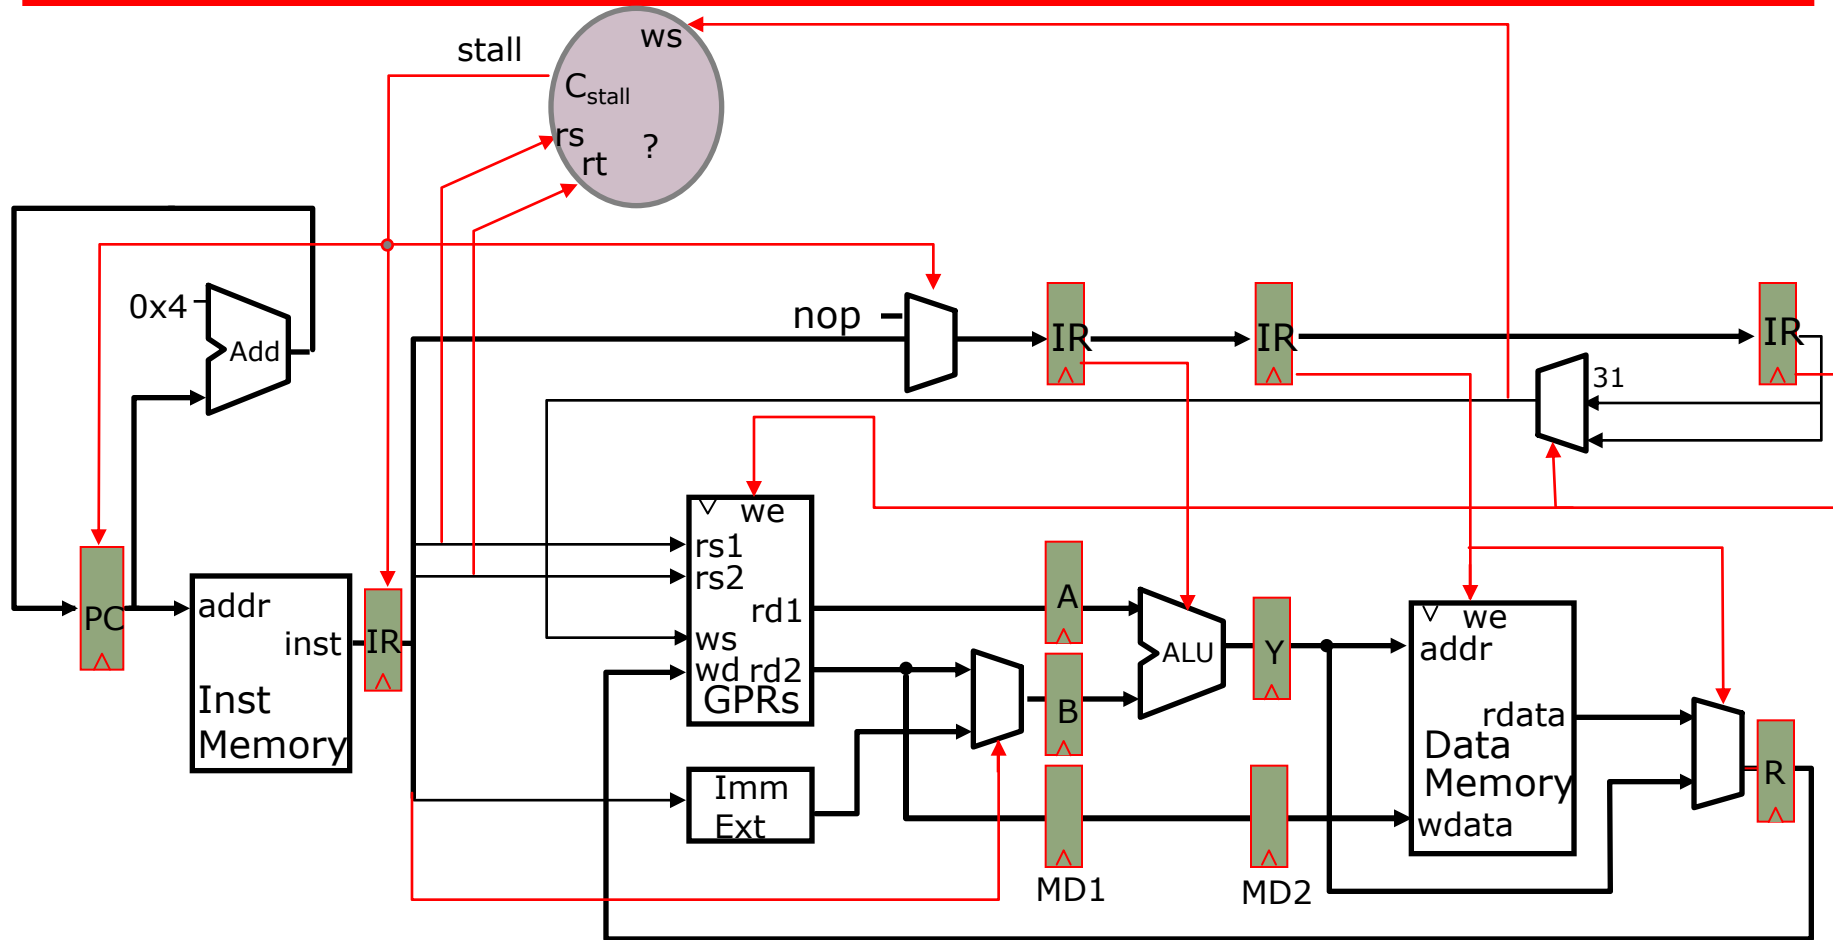 ws
stall
C_stall
rs
?
rt
0x4
nop
Add
IR
IR
IR
31
we
rs1
rs2
rd1
ws
wd rd2
GPRs
A
B
ALU
Y
we
addr
rdata
Data
Memory
wdata
R
PC
addr
inst
Inst
Memory
IR
Imm
Ext
MD1
MD2